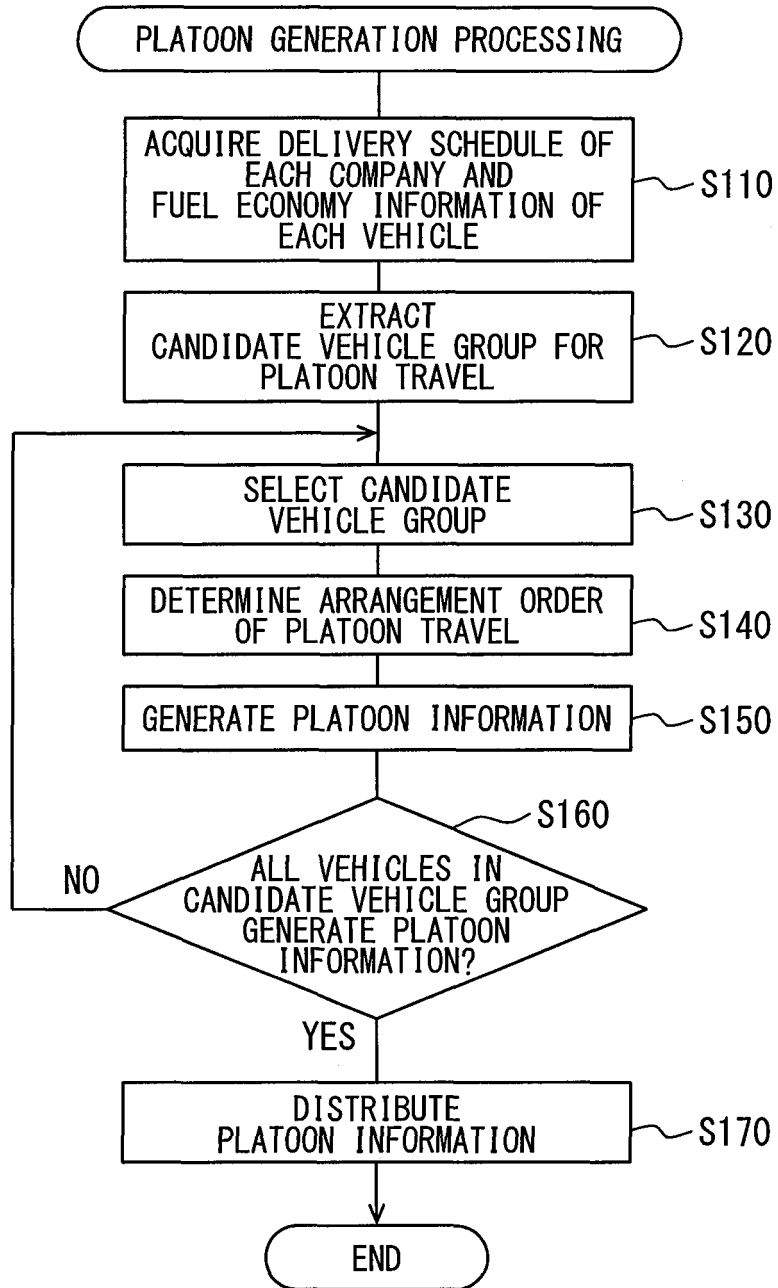 PLATOON GENERATION PROCESSING
ACQUIRE DELIVERY SCHEDULE OF
EACH COMPANY AND
FUEL ECONOMY INFORMATION OF
EACH VEHICLE
S110
EXTRACT
CANDIDATE VEHICLE GROUP FOR
PLATOON TRAVEL
S120
SELECT CANDIDATE
VEHICLE GROUP
S130
DETERMINE ARRANGEMENT ORDER
OF PLATOON TRAVEL
S140
GENERATE PLATOON INFORMATION
S150
S160
ALL VEHICLES IN
CANDIDATE VEHICLE GROUP
GENERATE PLATOON
INFORMATION?
NO
YES
DISTRIBUTE
PLATOON INFORMATION
S170
END